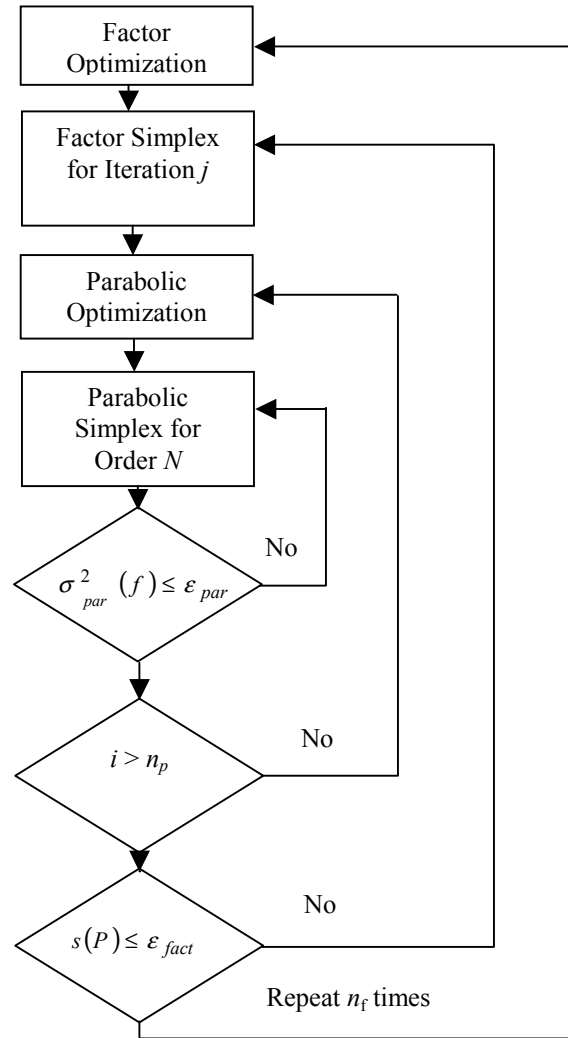 Factor
Optimization
Factor Simplex
for Iteration j
Parabolic
Optimization
Parabolic
Simplex for
Order N
No
σ²par (f) ≤ εpar
No
i > nₚ
No
s(P) ≤ εfact
Repeat nf times